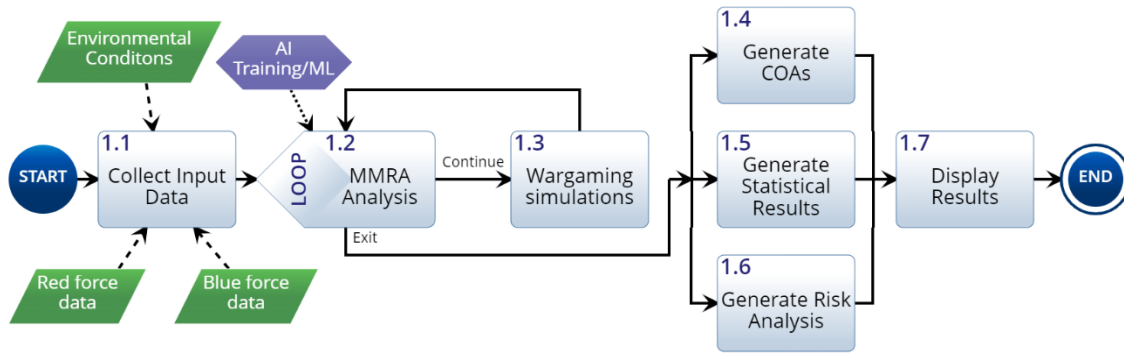 Environmental
Conditons
AI
Training/ML
START
1.1
Collect Input
Data
LOOP
1.2
MMRA
Analysis
Continue
Exit
1.3
Wargaming
simulations
1.4
Generate
COAs
1.5
Generate
Statistical
Results
1.6
Generate Risk
Analysis
1.7
Display
Results
END
Red force
data
Blue force
data